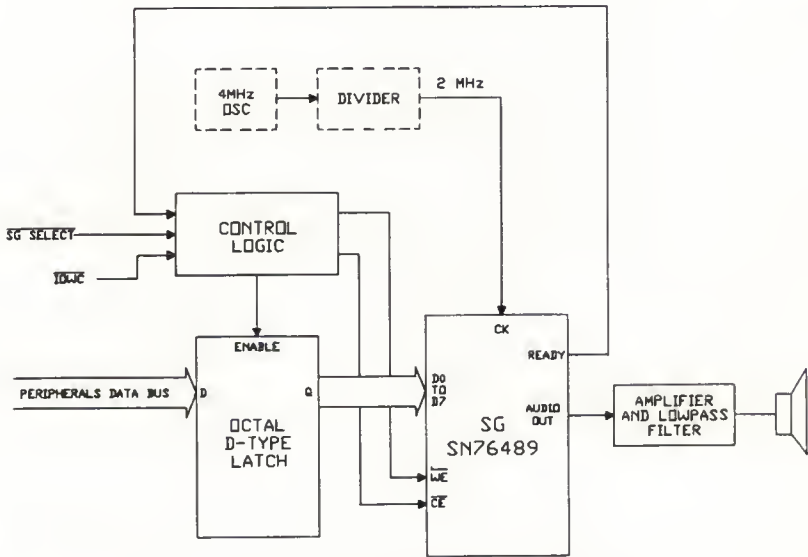 4MHz
OSC
DIVIDER
2 MHz
SG SELECT
IOWC
CONTROL
LOGIC
CK
READY
ENABLE
PERIPHERALS DATA BUS
D
Q
OCTAL
D-TYPE
LATCH
D0
TO
D7
SG
SN76489
AUDIO
OUT
WE
CE
AMPLIFIER
AND LOWPASS
FILTER